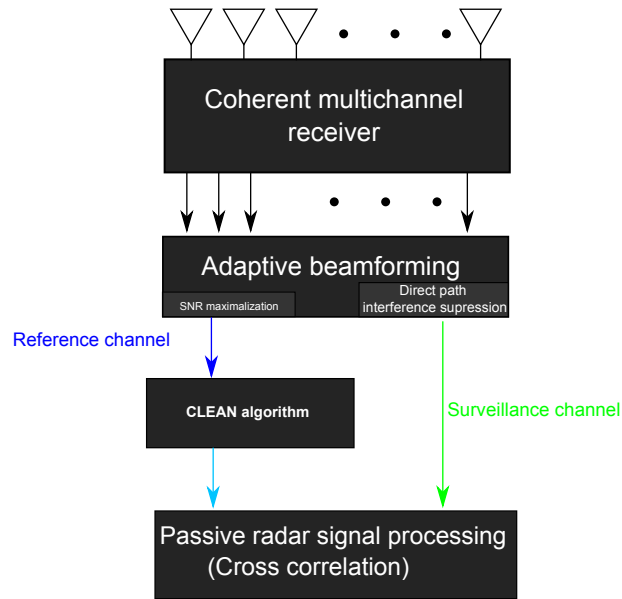 Coherent multichannel
receiver
Adaptive beamforming
SNR maximalization
Direct path
interference supression
Reference channel
CLEAN algorithm
Surveillance channel
Passive radar signal processing
(Cross correlation)